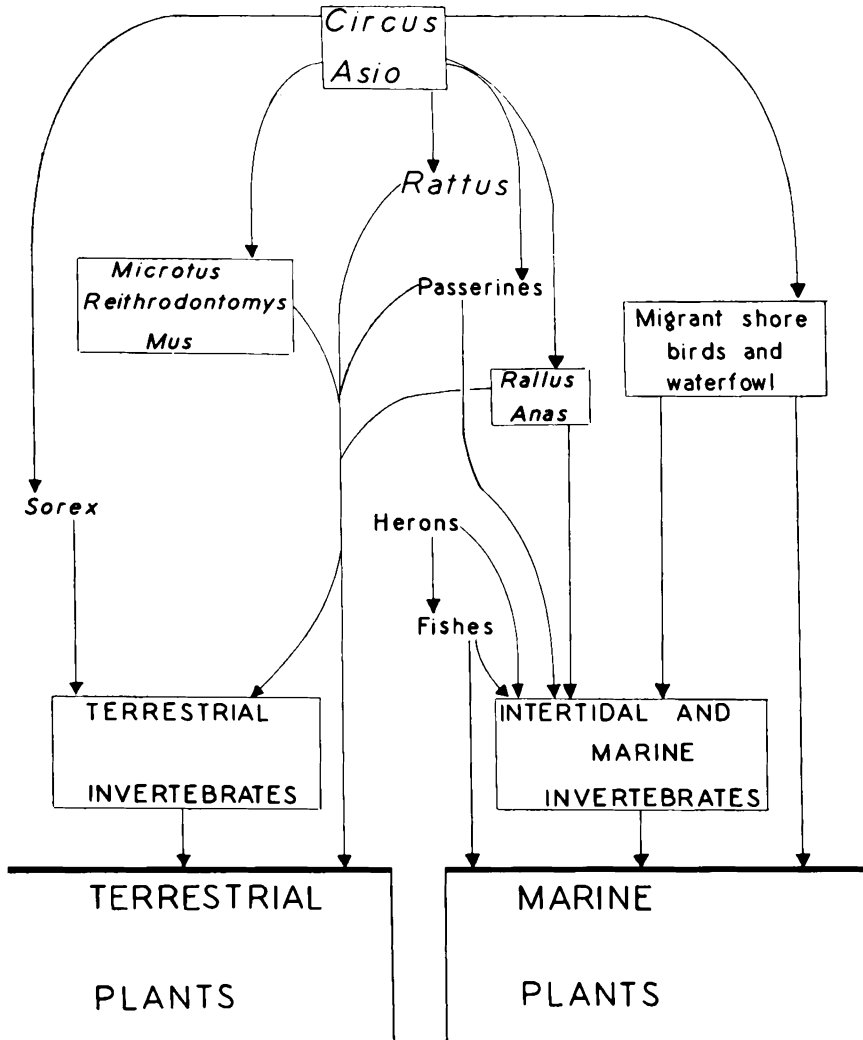 Circus
Asio
Rattus
Microtus
Reithrodontomys
Mus
Passerines
Migrant shore
birds and
waterfowl
Rallus
Anas
Sorex
Herons
Fishes
TERRESTRIAL
INVERTEBRATES
INTERTIDAL AND
MARINE
INVERTEBRATES
TERRESTRIAL
PLANTS
MARINE
PLANTS